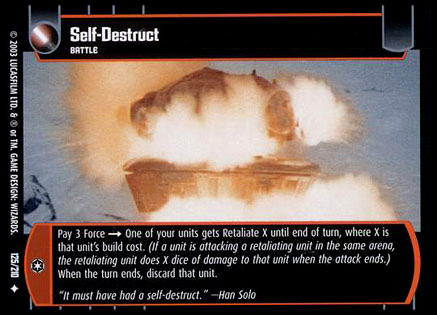 Self-Destruct
BATTLE
Pay 3 Force → One of your units gets Retaliate X until end of turn, where X is
that unit's build cost. (If a unit is attacking a retaliating unit in the same arena,
the retaliating unit does X dice of damage to that unit when the attack ends.)
When the turn ends, discard that unit.
"It must have had a self-destruct." —Han Solo
© 2003 LUCASFILM LTD. & ® or TM. GAME DESIGN: WIZARDS.
125/210